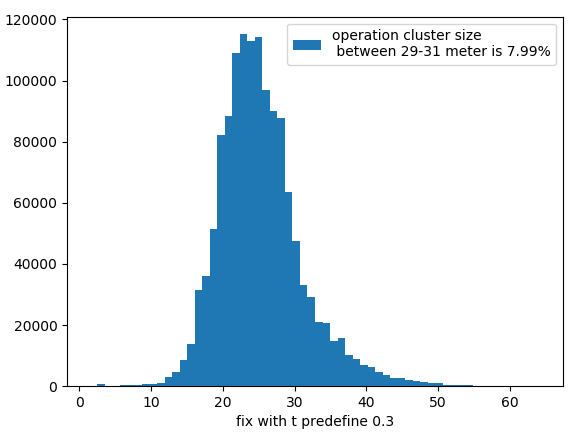 120000
100000
80000
60000
40000
20000
0
operation cluster size
between 29-31 meter is 7.99%
0 10 20 30 40 50 60
fix with t predefine 0.3